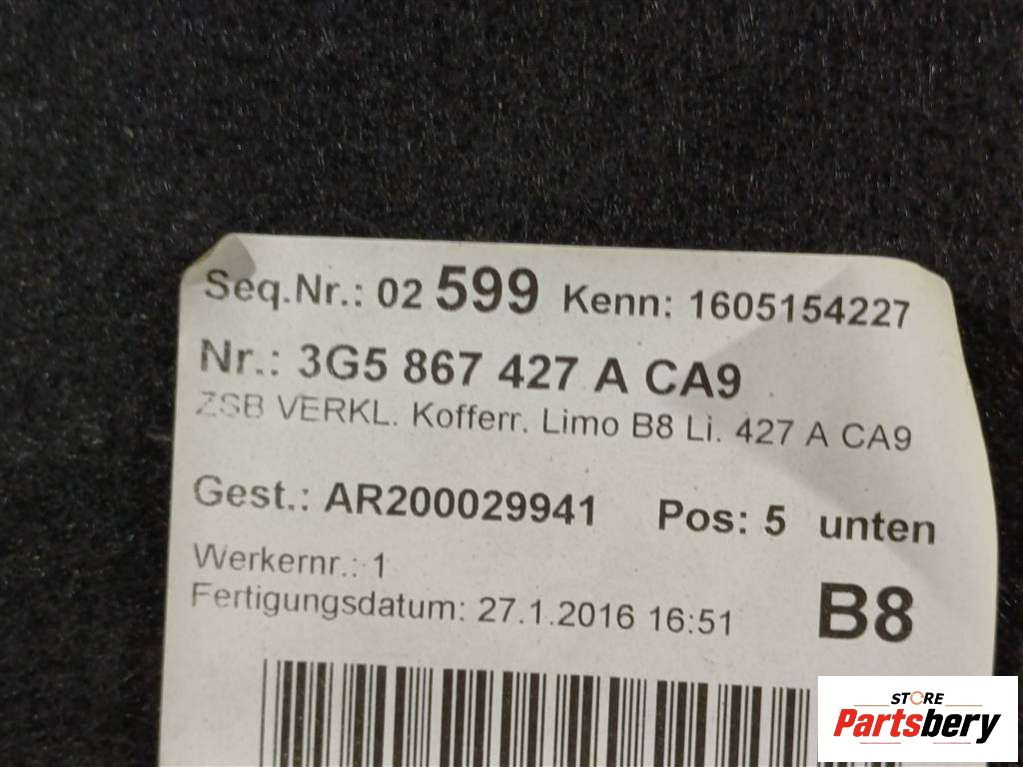 Seq.Nr.: 02 599 Kenn: 1605154227
Nr.: 3G5 867 427 A CA9
ZSB VERKL. Kofferr. Limo B8 Li. 427 A CA9
Gest.: AR200029941 Pos: 5 unten
Werkernr.: 1
Fertigungsdatum: 27.1.2016 16:51
B8
STORE
Partsbery